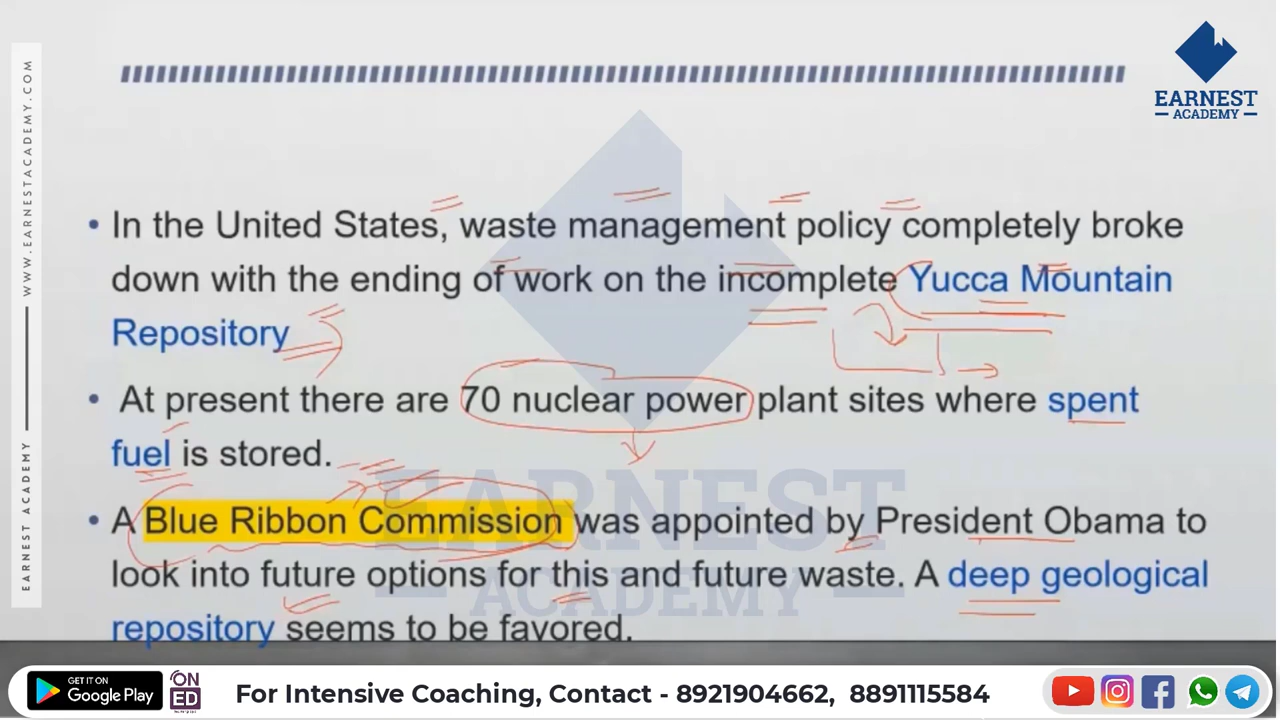 EARNEST
ACADEMY
WWW.EARNESTACADEMY.COM
EARNEST ACADEMY
• In the United States, waste management policy completely broke
down with the ending of work on the incomplete Yucca Mountain
Repository
• At present there are 70 nuclear power plant sites where spent
fuel is stored.
• A Blue Ribbon Commission was appointed by President Obama to
look into future options for this and future waste. A deep geological
repository seems to be favored.
EARNEST
ACADEMY
GET IT ON
Google Play
ON
ED
For Intensive Coaching, Contact - 8921904662, 8891115584